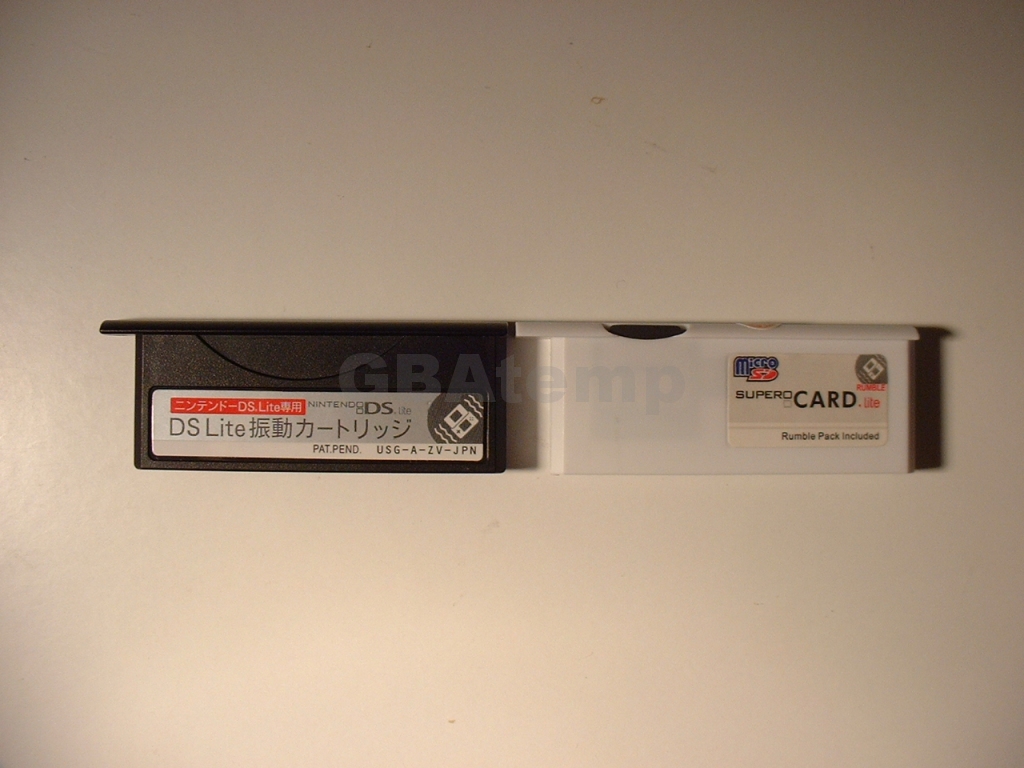 ニンテンドーDS Lite専用
NINTENDO DS Lite
DS Lite振動カートリッジ
PAT.PEND. USG-A-ZV-JPN
GBAtemp
Micro SD
RUMBLE
SUPER CARD lite
Rumble Pack Included